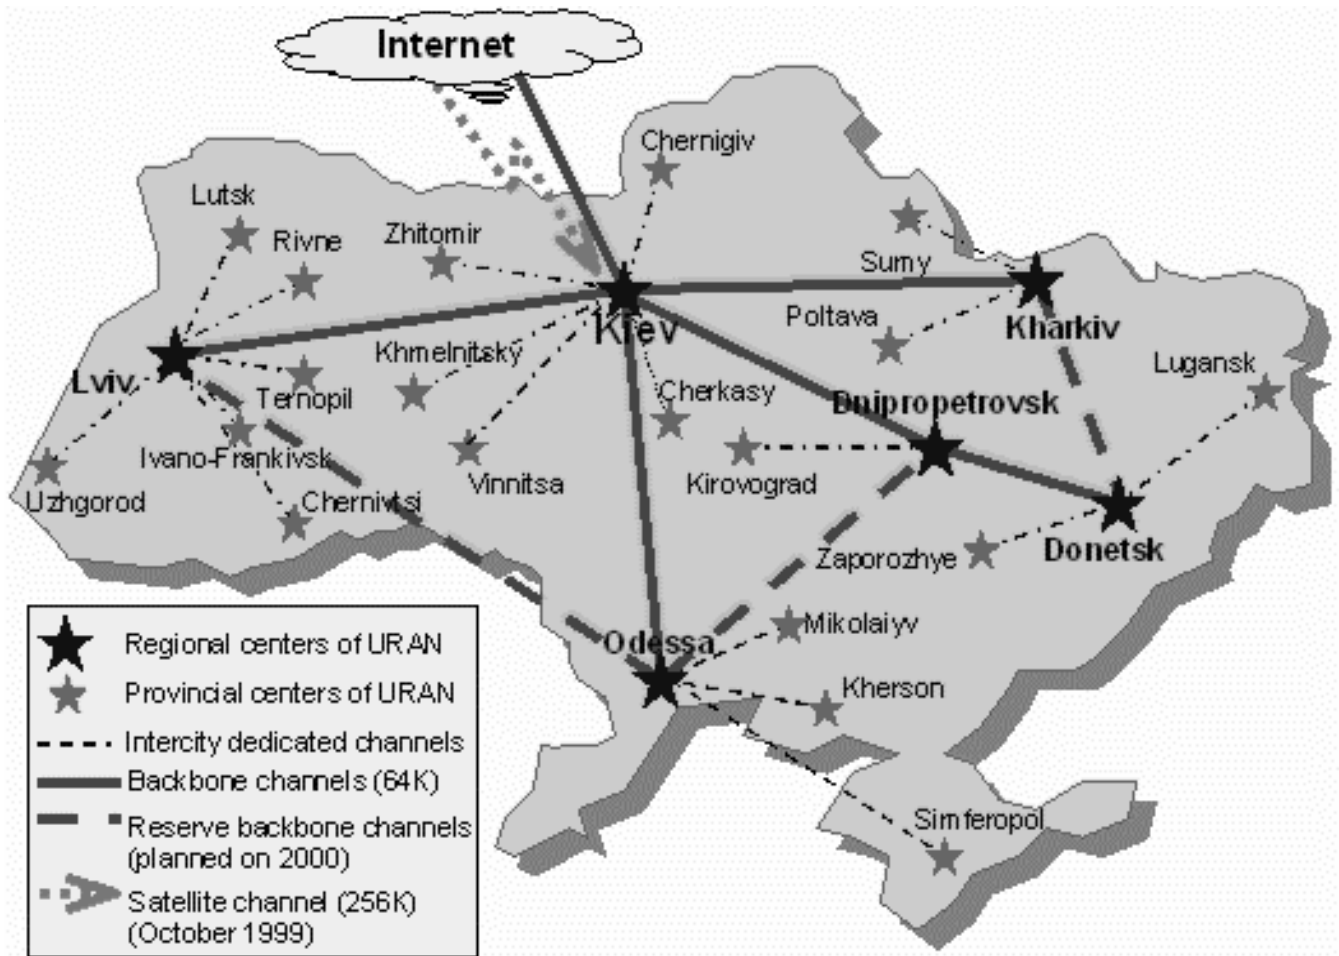 Internet
Chernigiv
Lutsk
Rivne
Zhitomir
Sumy
Kiev
Poltava
Kharkiv
Khmelnitskÿ
Lviv
Ternopil
Lugansk
Cherkasy
Dnipropetrovsk
Ivano-Frankivsk
Uzhgorod
Chernivtsi
Vinnitsa
Kirovograd
Zaporozhye
Donetsk
Mikolaiyv
Odessa
Kherson
Simferopol
Regional centers of URAN
Provincial centers of URAN
Intercity dedicated channels
Backbone channels (64K)
Reserve backbone channels
(planned on 2000)
Satellite channel (256K)
(October 1999)